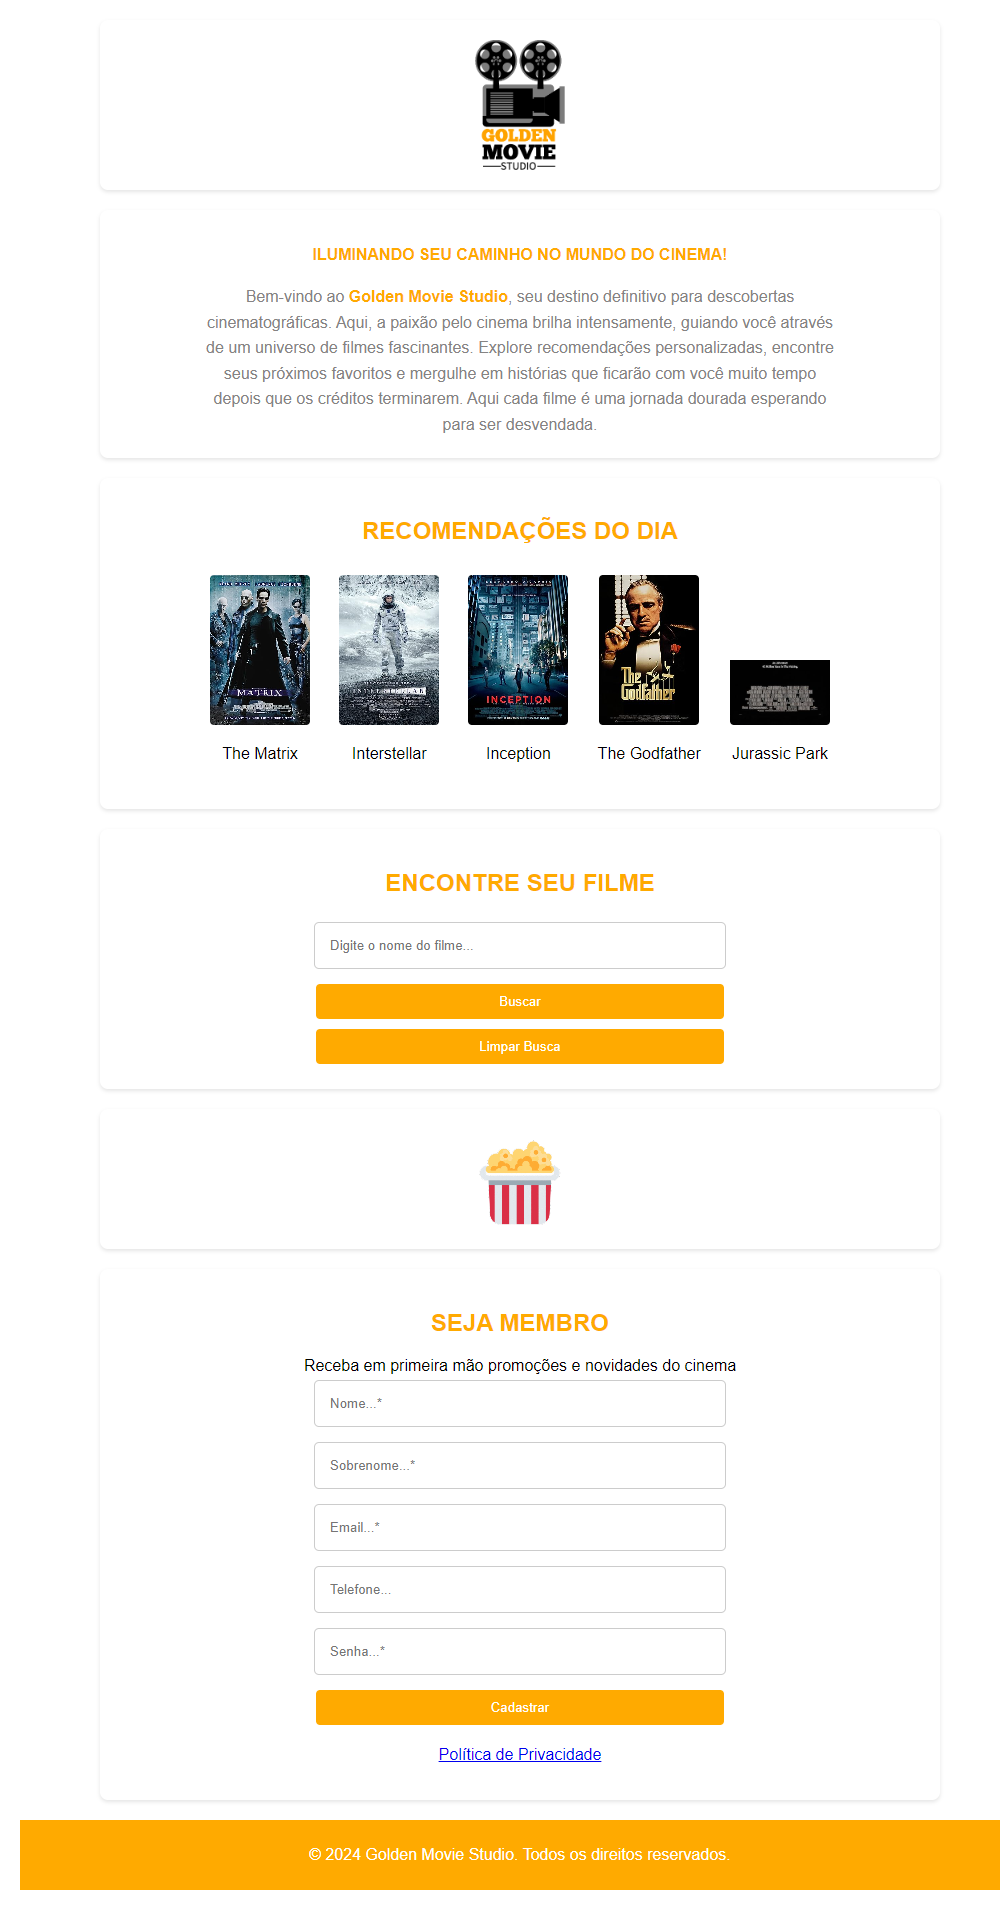 GOLDEN
MOVIE
STUDIO
ILUMINANDO SEU CAMINHO NO MUNDO DO CINEMA!
Bem-vindo ao Golden Movie Studio, seu destino definitivo para descobertas
cinematográficas. Aqui, a paixão pelo cinema brilha intensamente, guiando você através
de um universo de filmes fascinantes. Explore recomendações personalizadas, encontre
seus próximos favoritos e mergulhe em histórias que ficarão com você muito tempo
depois que os créditos terminarem. Aqui cada filme é uma jornada dourada esperando
para ser desvendada.
RECOMENDAÇÕES DO DIA
MATRIX
INTERSTELLAR
INCEPTION
The
Godfather
The Matrix
Interstellar
Inception
The Godfather
Jurassic Park
ENCONTRE SEU FILME
Digite o nome do filme...
Buscar
Limpar Busca
SEJA MEMBRO
Receba em primeira mão promoções e novidades do cinema
Nome...*
Sobrenome...*
Email...*
Telefone...
Senha...*
Cadastrar
Política de Privacidade
© 2024 Golden Movie Studio. Todos os direitos reservados.